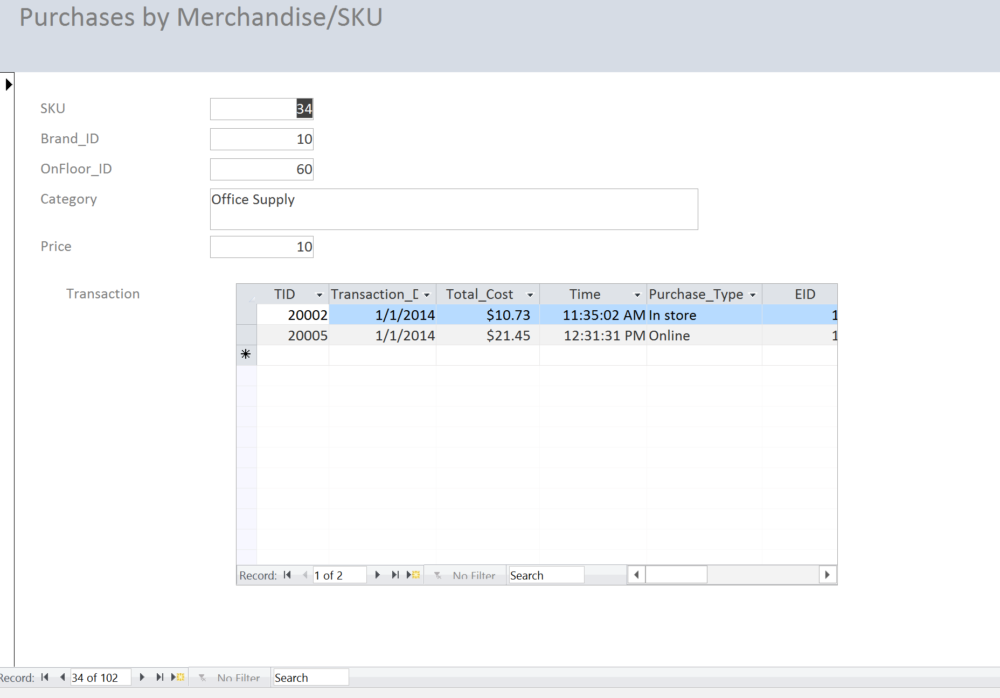 Purchases by Merchandise/SKU
SKU 34
Brand_ID 10
OnFloor_ID 60
Category Office Supply
Price 10
Transaction
TID Transaction_D Total_Cost Time Purchase_Type EID
20002 1/1/2014 $10.73 11:35:02 AM In store 1
20005 1/1/2014 $21.45 12:31:31 PM Online 1
Record: 1 of 2 No Filter Search
Record: 34 of 102 No Filter Search